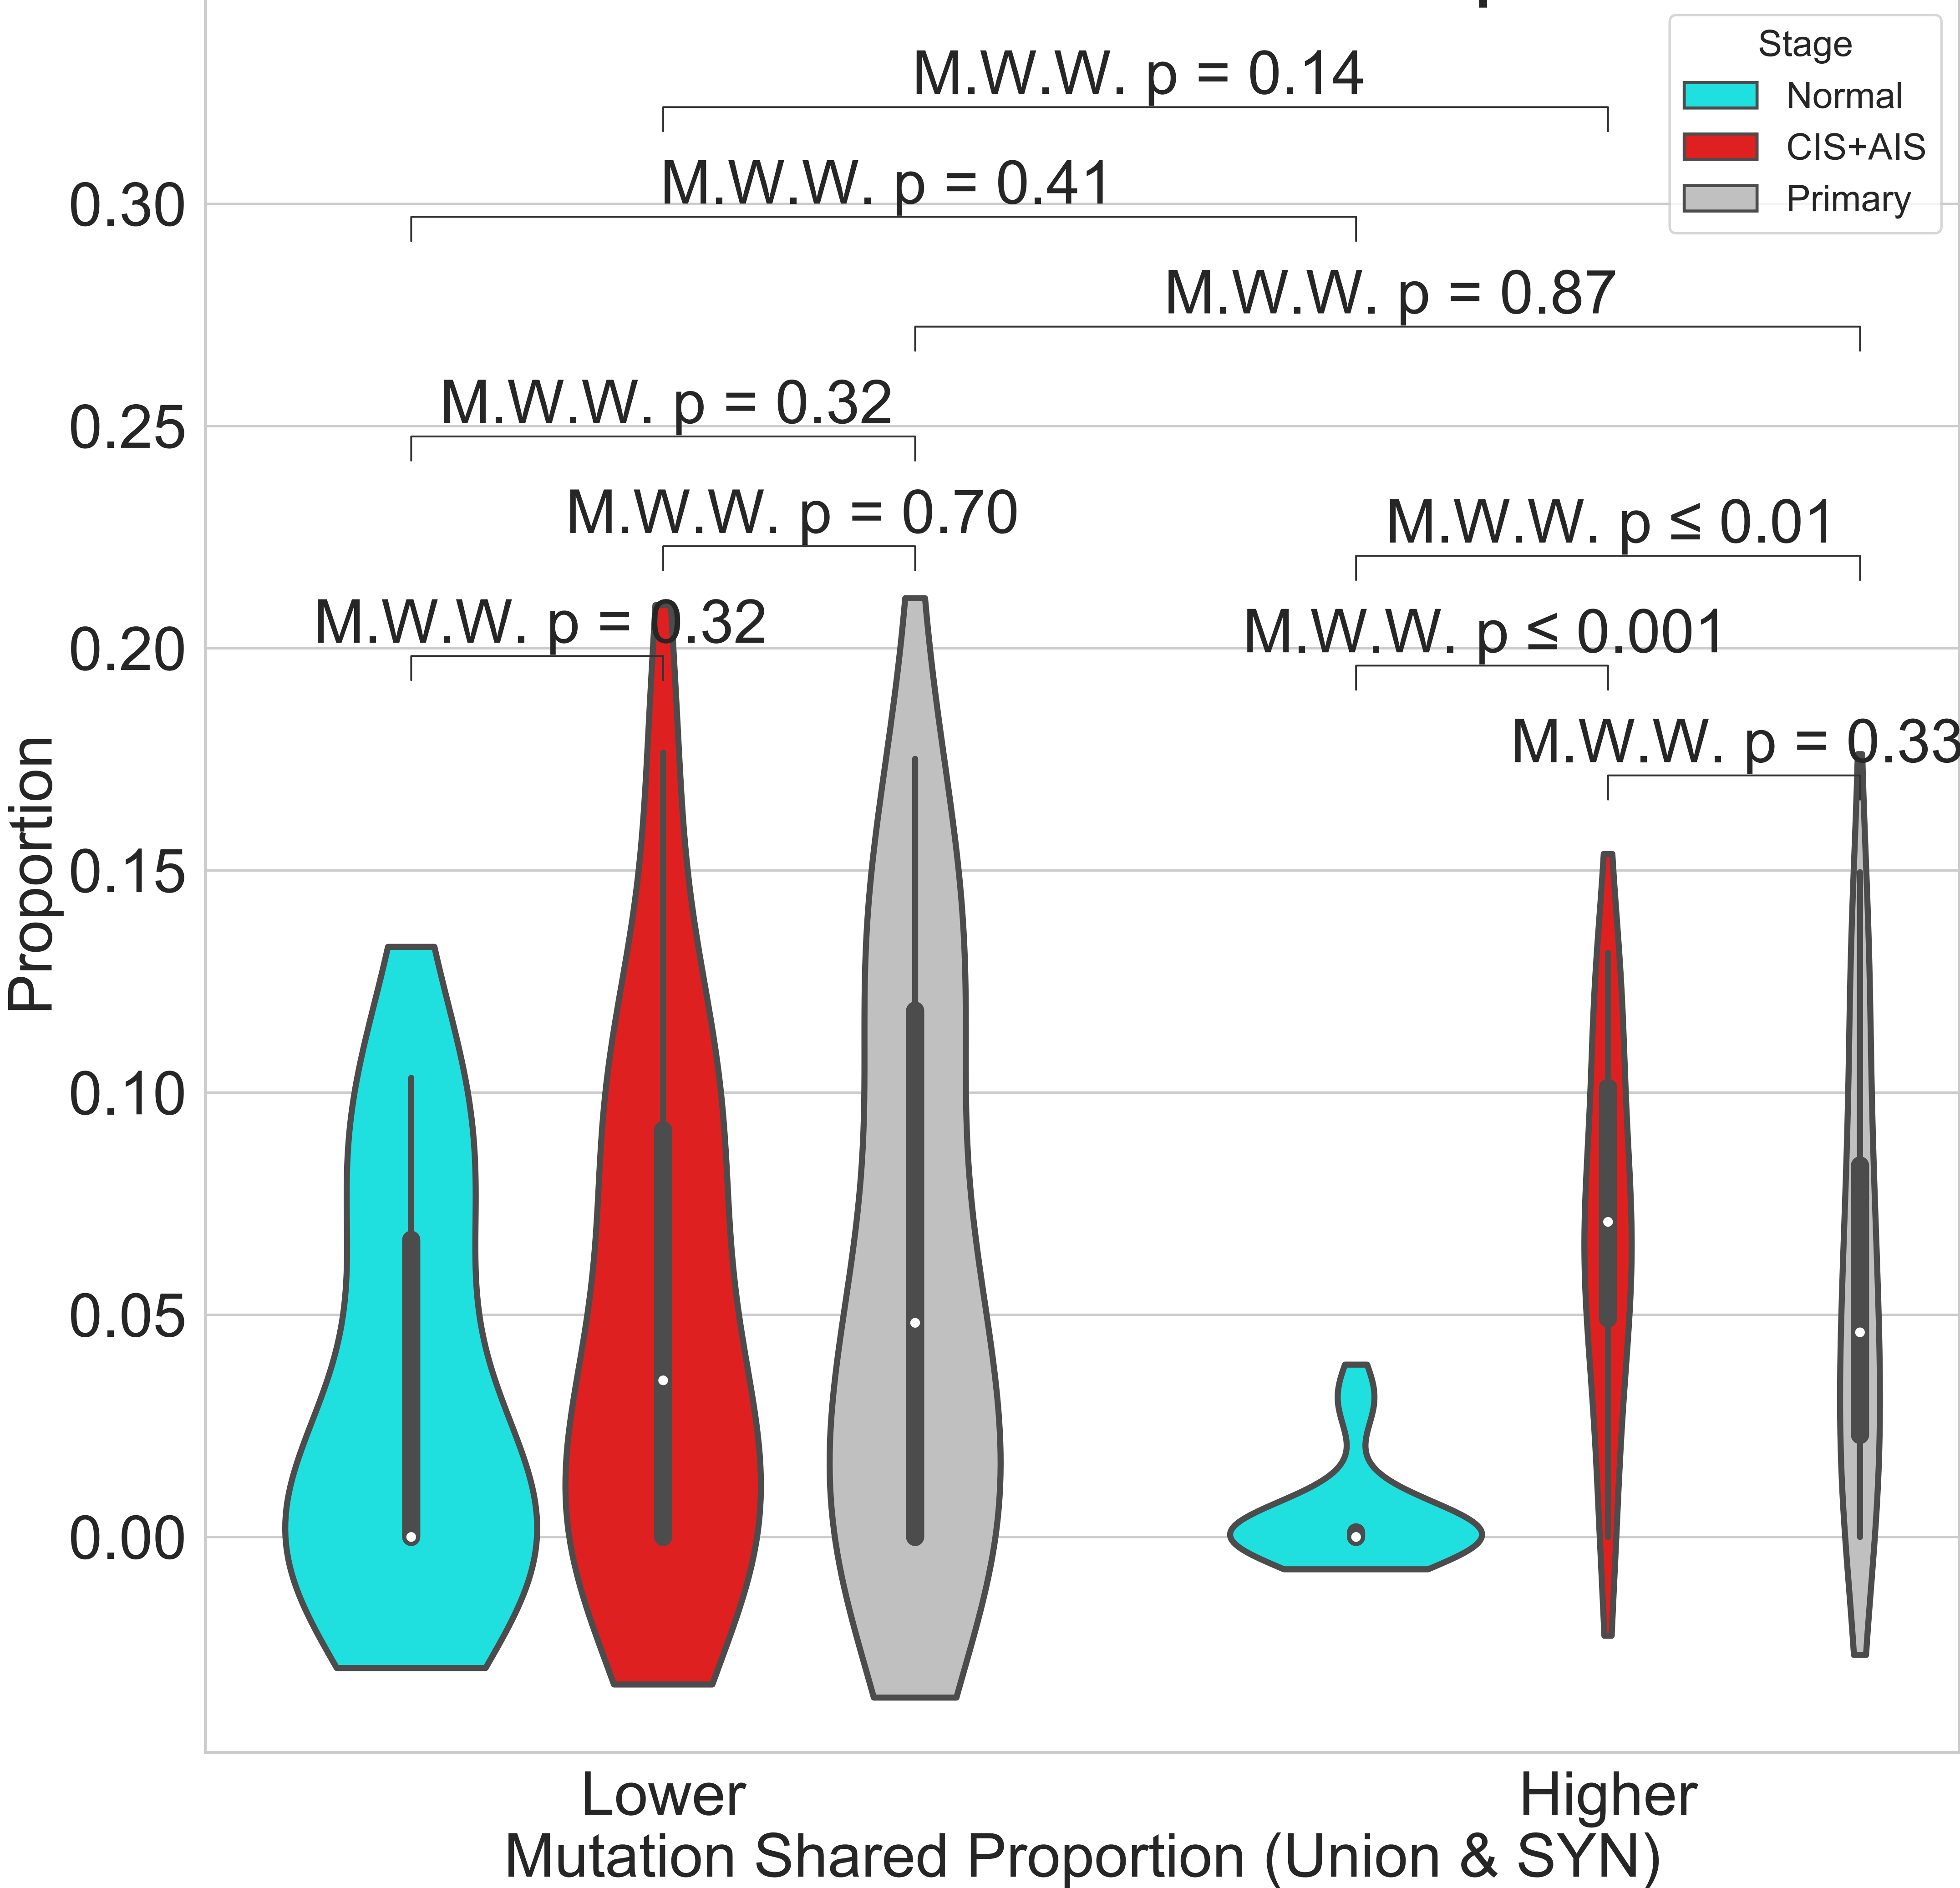 M.W.W. p = 0.14
Stage
Normal
CIS+AIS
Primary
M.W.W. p = 0.41
0.30
M.W.W. p = 0.87
M.W.W. p = 0.32
0.25
M.W.W. p = 0.70
M.W.W. p ≤ 0.01
M.W.W. p = 0.32
M.W.W. p ≤ 0.001
0.20
M.W.W. p = 0.33
0.15
0.10
0.05
0.00
Proportion
Lower
Higher
Mutation Shared Proportion (Union & SYN)